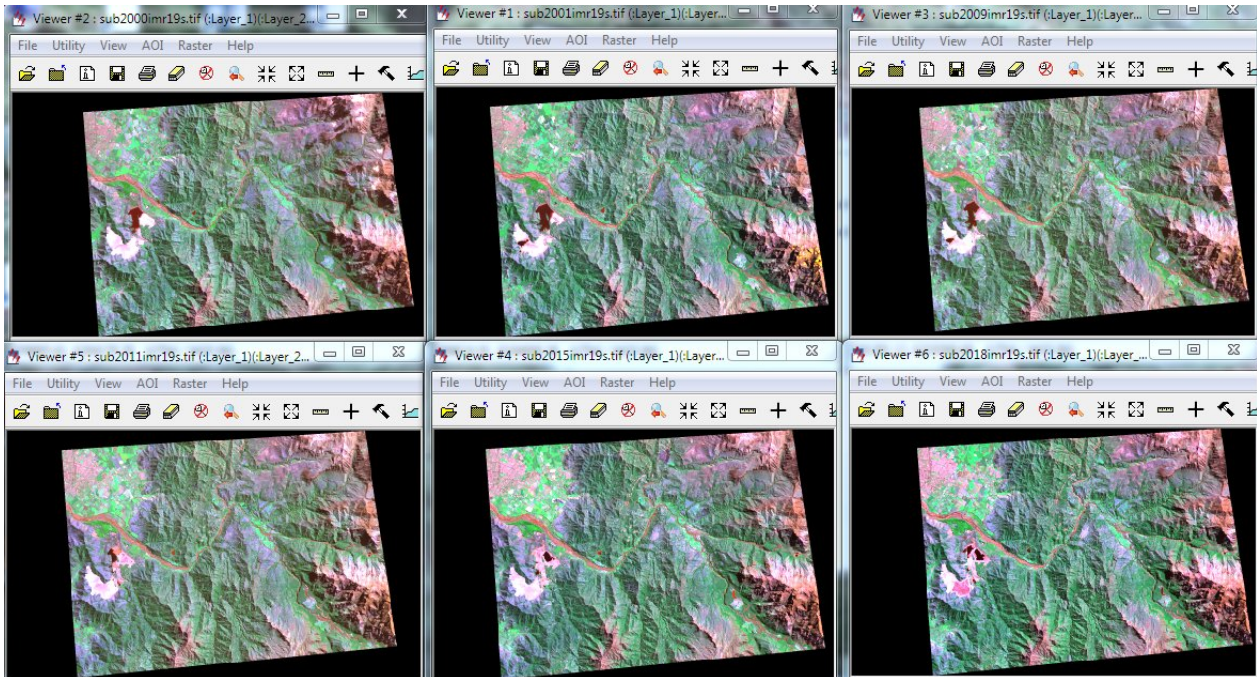 Viewer #2 : sub2000imr19s.tif (:Layer_1)(:Layer_2...
File Utility View AOI Raster Help
Viewer #1 : sub2001imr19s.tif (:Layer_1)(:Layer...
File Utility View AOI Raster Help
Viewer #3 : sub2009imr19s.tif (:Layer_1)(:Layer...
File Utility View AOI Raster Help
Viewer #5 : sub2011imr19s.tif (:Layer_1)(:Layer_2...
File Utility View AOI Raster Help
Viewer #4 : sub2015imr19s.tif (:Layer_1)(:Layer...
File Utility View AOI Raster Help
Viewer #6 : sub2018imr19s.tif (:Layer_1)(:Layer_...
File Utility View AOI Raster Help